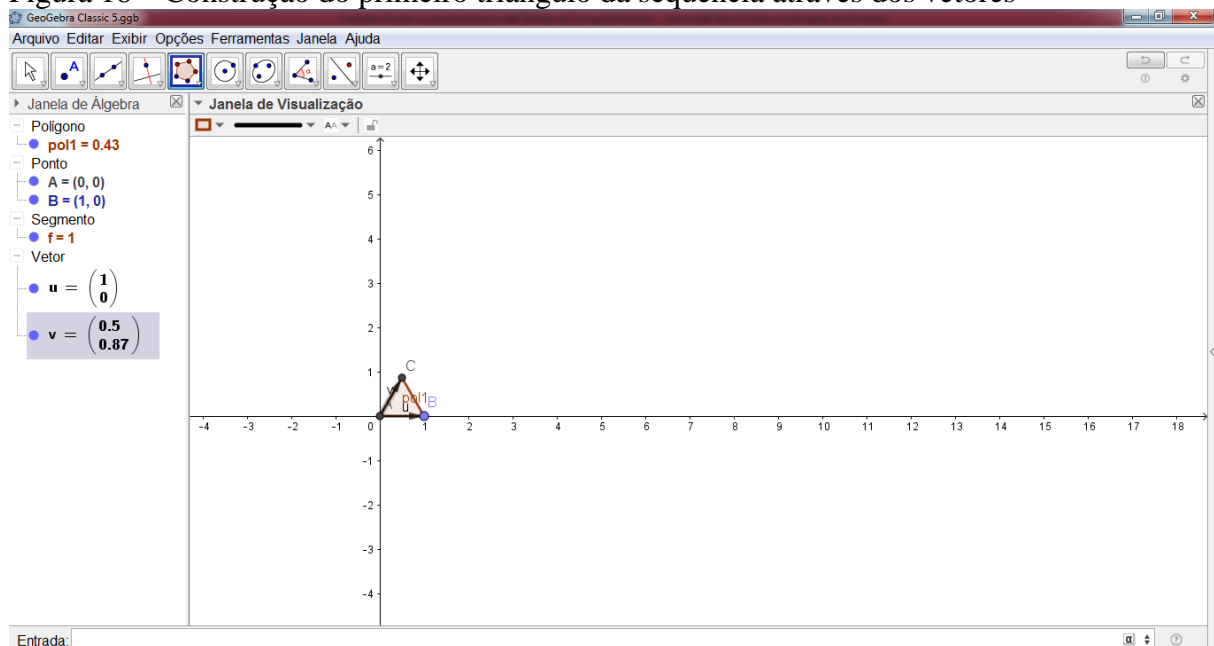 Figura 18 – Construção do primeiro triângulo da sequência através dos vetores
GeoGebra Classic 5.ggb
Arquivo Editar Exibir Opções Ferramentas Janela Ajuda
A
α
a = 2
Janela de Álgebra
Janela de Visualização
AA
Polígono
pol1 = 0.43
Ponto
A = (0, 0)
B = (1, 0)
Segmento
f = 1
Vetor
u = (1
0)
v = (0.5
0.87)
6
5
4
3
2
1
C
v
pol1
B
A
u
-4 -3 -2 -1 0 1 2 3 4 5 6 7 8 9 10 11 12 13 14 15 16 17 18
-1
-2
-3
-4
Entrada:
α